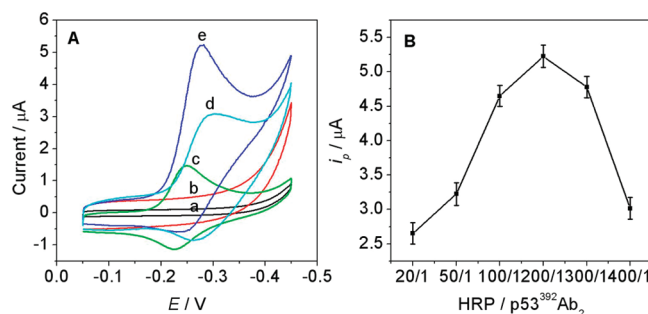 A
6
5
4
3
2
1
0
-1
Current / μA
e
d
c
b
a
0.0
-0.1
-0.2
-0.3
-0.4
-0.5
E / V
B
5.5
5.0
4.5
4.0
3.5
3.0
2.5
iₚ / μA
20/1
50/1
100/1
200/1
300/1
400/1
HRP / p53³⁹²Ab₂